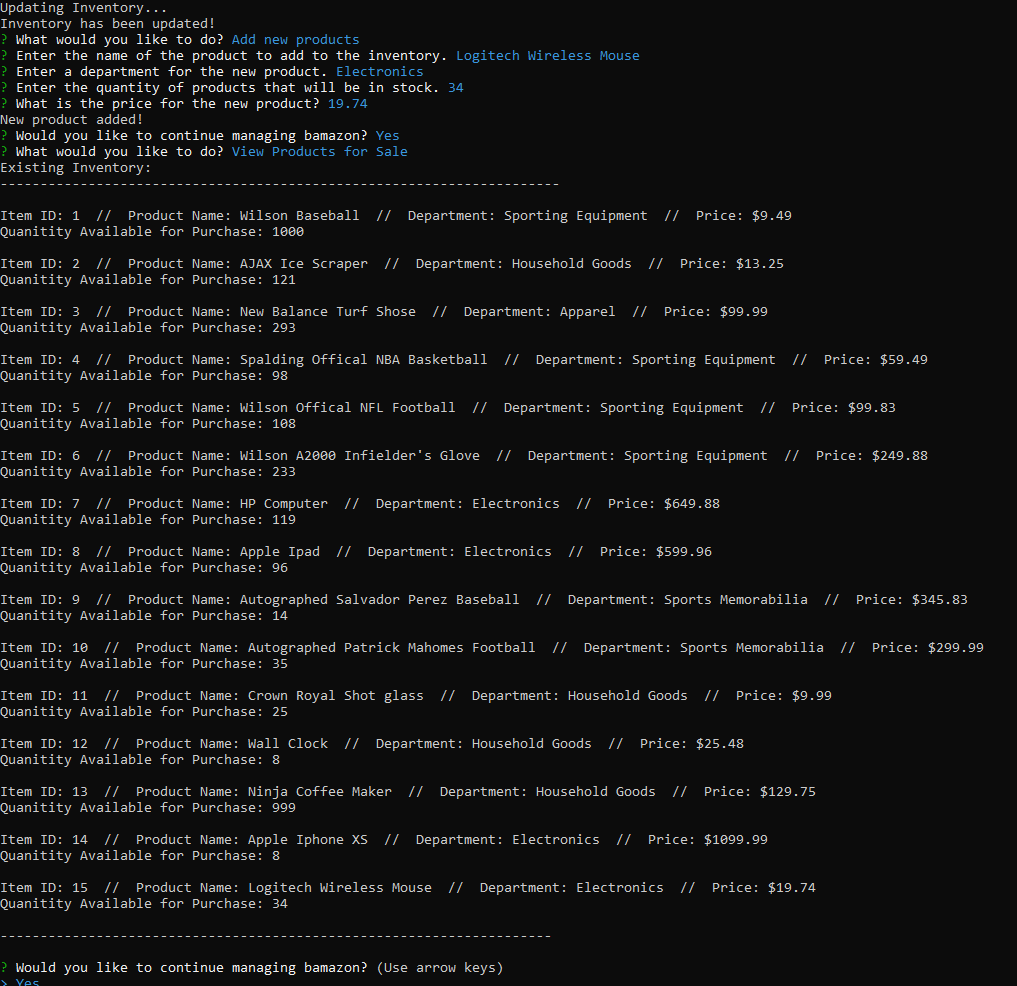 Updating Inventory...
Inventory has been updated!
? What would you like to do? Add new products
? Enter the name of the product to add to the inventory. Logitech Wireless Mouse
? Enter a department for the new product. Electronics
? Enter the quantity of products that will be in stock. 34
? What is the price for the new product? 19.74
New product added!
? Would you like to continue managing bamazon? Yes
? What would you like to do? View Products for Sale
Existing Inventory:
----------------------------------------------------------------------
Item ID: 1  //  Product Name: Wilson Baseball  //  Department: Sporting Equipment  //  Price: $9.49
Quanitity Available for Purchase: 1000
Item ID: 2  //  Product Name: AJAX Ice Scraper  //  Department: Household Goods  //  Price: $13.25
Quanitity Available for Purchase: 121
Item ID: 3  //  Product Name: New Balance Turf Shose  //  Department: Apparel  //  Price: $99.99
Quanitity Available for Purchase: 293
Item ID: 4  //  Product Name: Spalding Offical NBA Basketball  //  Department: Sporting Equipment  //  Price: $59.49
Quanitity Available for Purchase: 98
Item ID: 5  //  Product Name: Wilson Offical NFL Football  //  Department: Sporting Equipment  //  Price: $99.83
Quanitity Available for Purchase: 108
Item ID: 6  //  Product Name: Wilson A2000 Infielder's Glove  //  Department: Sporting Equipment  //  Price: $249.88
Quanitity Available for Purchase: 233
Item ID: 7  //  Product Name: HP Computer  //  Department: Electronics  //  Price: $649.88
Quanitity Available for Purchase: 119
Item ID: 8  //  Product Name: Apple Ipad  //  Department: Electronics  //  Price: $599.96
Quanitity Available for Purchase: 96
Item ID: 9  //  Product Name: Autographed Salvador Perez Baseball  //  Department: Sports Memorabilia  //  Price: $345.83
Quanitity Available for Purchase: 14
Item ID: 10  //  Product Name: Autographed Patrick Mahomes Football  //  Department: Sports Memorabilia  //  Price: $299.99
Quanitity Available for Purchase: 35
Item ID: 11  //  Product Name: Crown Royal Shot glass  //  Department: Household Goods  //  Price: $9.99
Quanitity Available for Purchase: 25
Item ID: 12  //  Product Name: Wall Clock  //  Department: Household Goods  //  Price: $25.48
Quanitity Available for Purchase: 8
Item ID: 13  //  Product Name: Ninja Coffee Maker  //  Department: Household Goods  //  Price: $129.75
Quanitity Available for Purchase: 999
Item ID: 14  //  Product Name: Apple Iphone XS  //  Department: Electronics  //  Price: $1099.99
Quanitity Available for Purchase: 8
Item ID: 15  //  Product Name: Logitech Wireless Mouse  //  Department: Electronics  //  Price: $19.74
Quanitity Available for Purchase: 34
---------------------------------------------------------------------
? Would you like to continue managing bamazon? (Use arrow keys)
> Yes